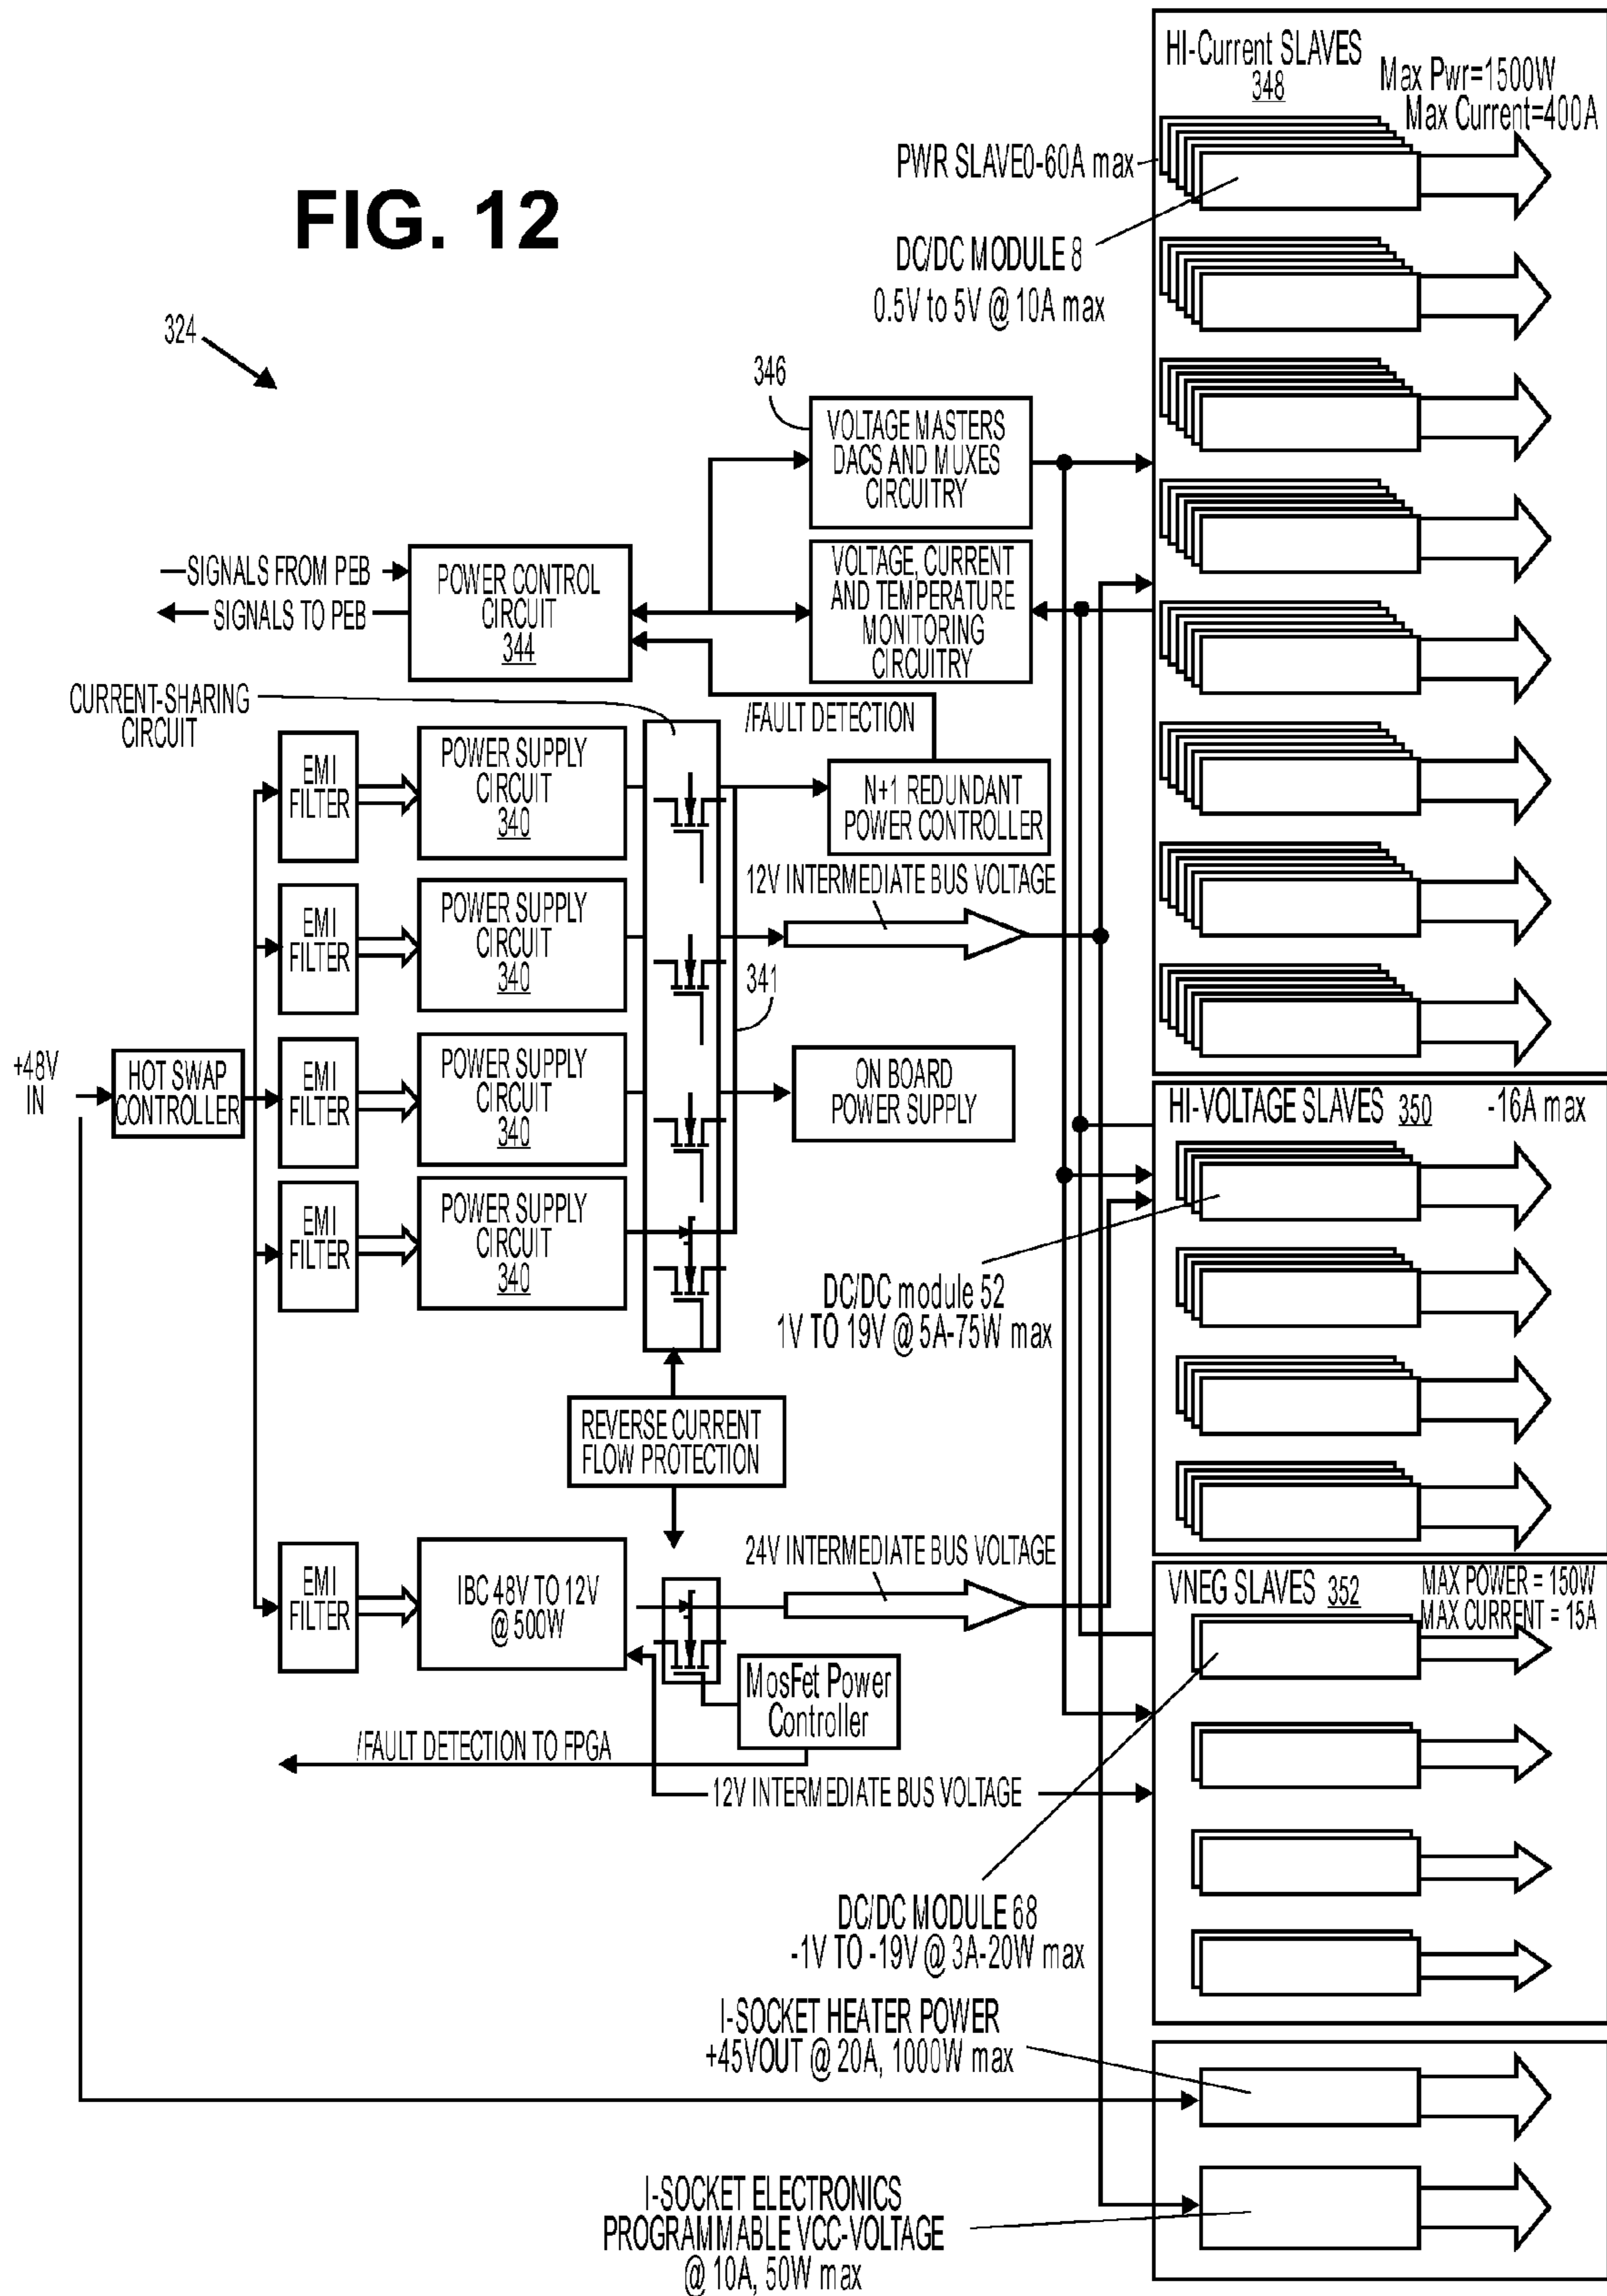 FIG. 12
324
HI-Current SLAVES
348
Max Pwr=1500W
Max Current=400A
PWR SLAVE0-60A max
DC/DC MODULE 8
0.5V to 5V @ 10A max
346
VOLTAGE MASTERS
DACS AND MUXES
CIRCUITRY
SIGNALS FROM PEB
SIGNALS TO PEB
POWER CONTROL
CIRCUIT
344
VOLTAGE, CURRENT
AND TEMPERATURE
MONITORING
CIRCUITRY
CURRENT-SHARING
CIRCUIT
/FAULT DETECTION
EMI
FILTER
POWER SUPPLY
CIRCUIT
340
N+1 REDUNDANT
POWER CONTROLLER
12V INTERMEDIATE BUS VOLTAGE
EMI
FILTER
POWER SUPPLY
CIRCUIT
340
341
+48V
IN
HOT SWAP
CONTROLLER
EMI
FILTER
POWER SUPPLY
CIRCUIT
340
ON BOARD
POWER SUPPLY
EMI
FILTER
POWER SUPPLY
CIRCUIT
340
HI-VOLTAGE SLAVES 350 -16A max
DC/DC module 52
1V TO 19V @ 5A-75W max
REVERSE CURRENT
FLOW PROTECTION
EMI
FILTER
IBC 48V TO 12V
@ 500W
24V INTERMEDIATE BUS VOLTAGE
VNEG SLAVES 352
MAX POWER = 150W
MAX CURRENT = 15A
MosFet Power
Controller
/FAULT DETECTION TO FPGA
12V INTERMEDIATE BUS VOLTAGE
DC/DC MODULE 68
-1V TO -19V @ 3A-20W max
I-SOCKET HEATER POWER
+45VOUT @ 20A, 1000W max
I-SOCKET ELECTRONICS
PROGRAMMABLE VCC-VOLTAGE
@ 10A, 50W max